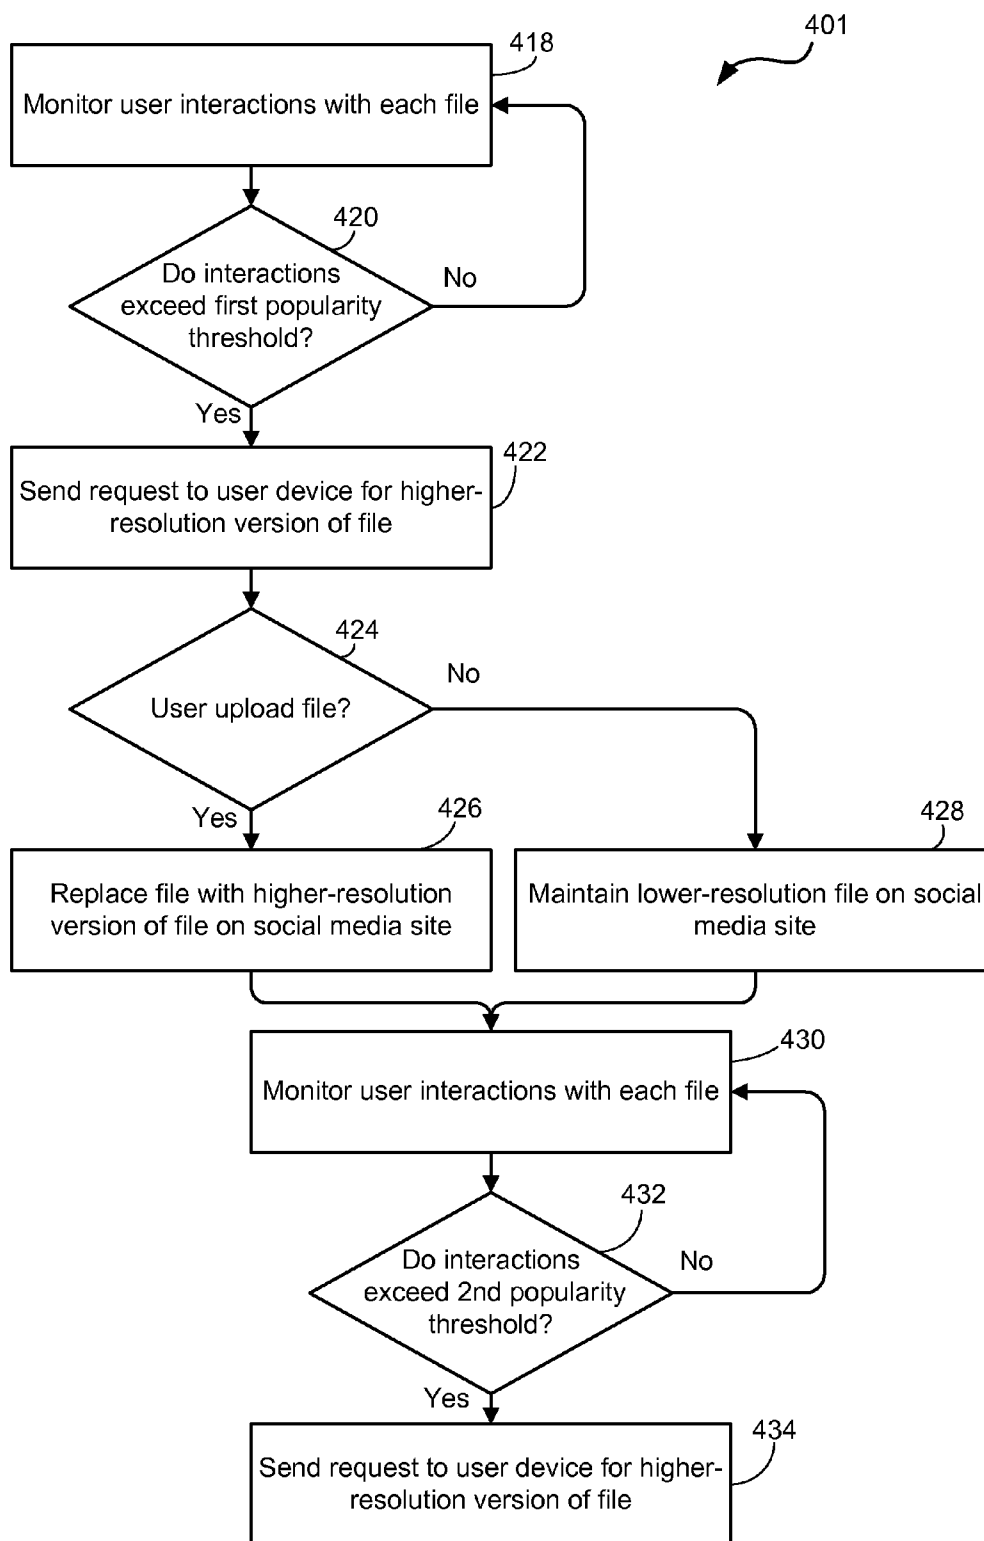 401
418
Monitor user interactions with each file
420
Do interactions
exceed first popularity
threshold?
No
Yes
422
Send request to user device for higher-
resolution version of file
424
User upload file?
No
Yes
426
Replace file with higher-resolution
version of file on social media site
428
Maintain lower-resolution file on social
media site
430
Monitor user interactions with each file
432
Do interactions
exceed 2nd popularity
threshold?
No
Yes
434
Send request to user device for higher-
resolution version of file